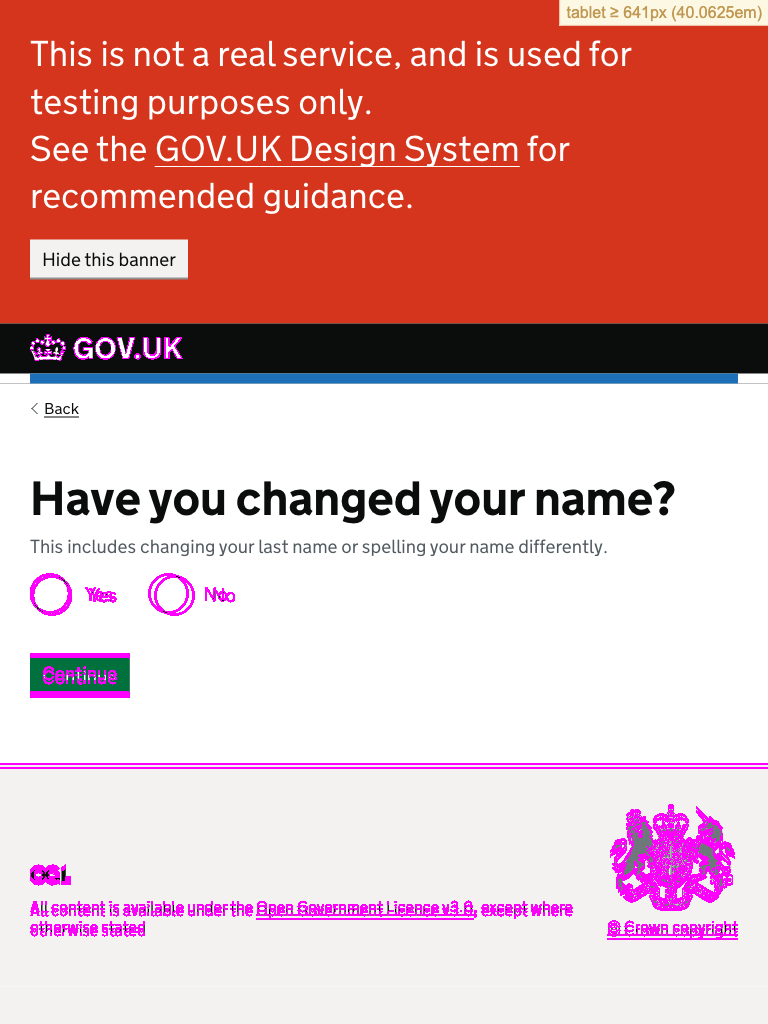 tablet ≥ 641px (40.0625em)
This is not a real service, and is used for
testing purposes only.
See the GOV.UK Design System for
recommended guidance.
Hide this banner
GOV.UK
Back
Have you changed your name?
This includes changing your last name or spelling your name differently.
Yes No
Continue
OGL
All content is available under the Open Government Licence v3.0, except where
otherwise stated
© Crown copyright